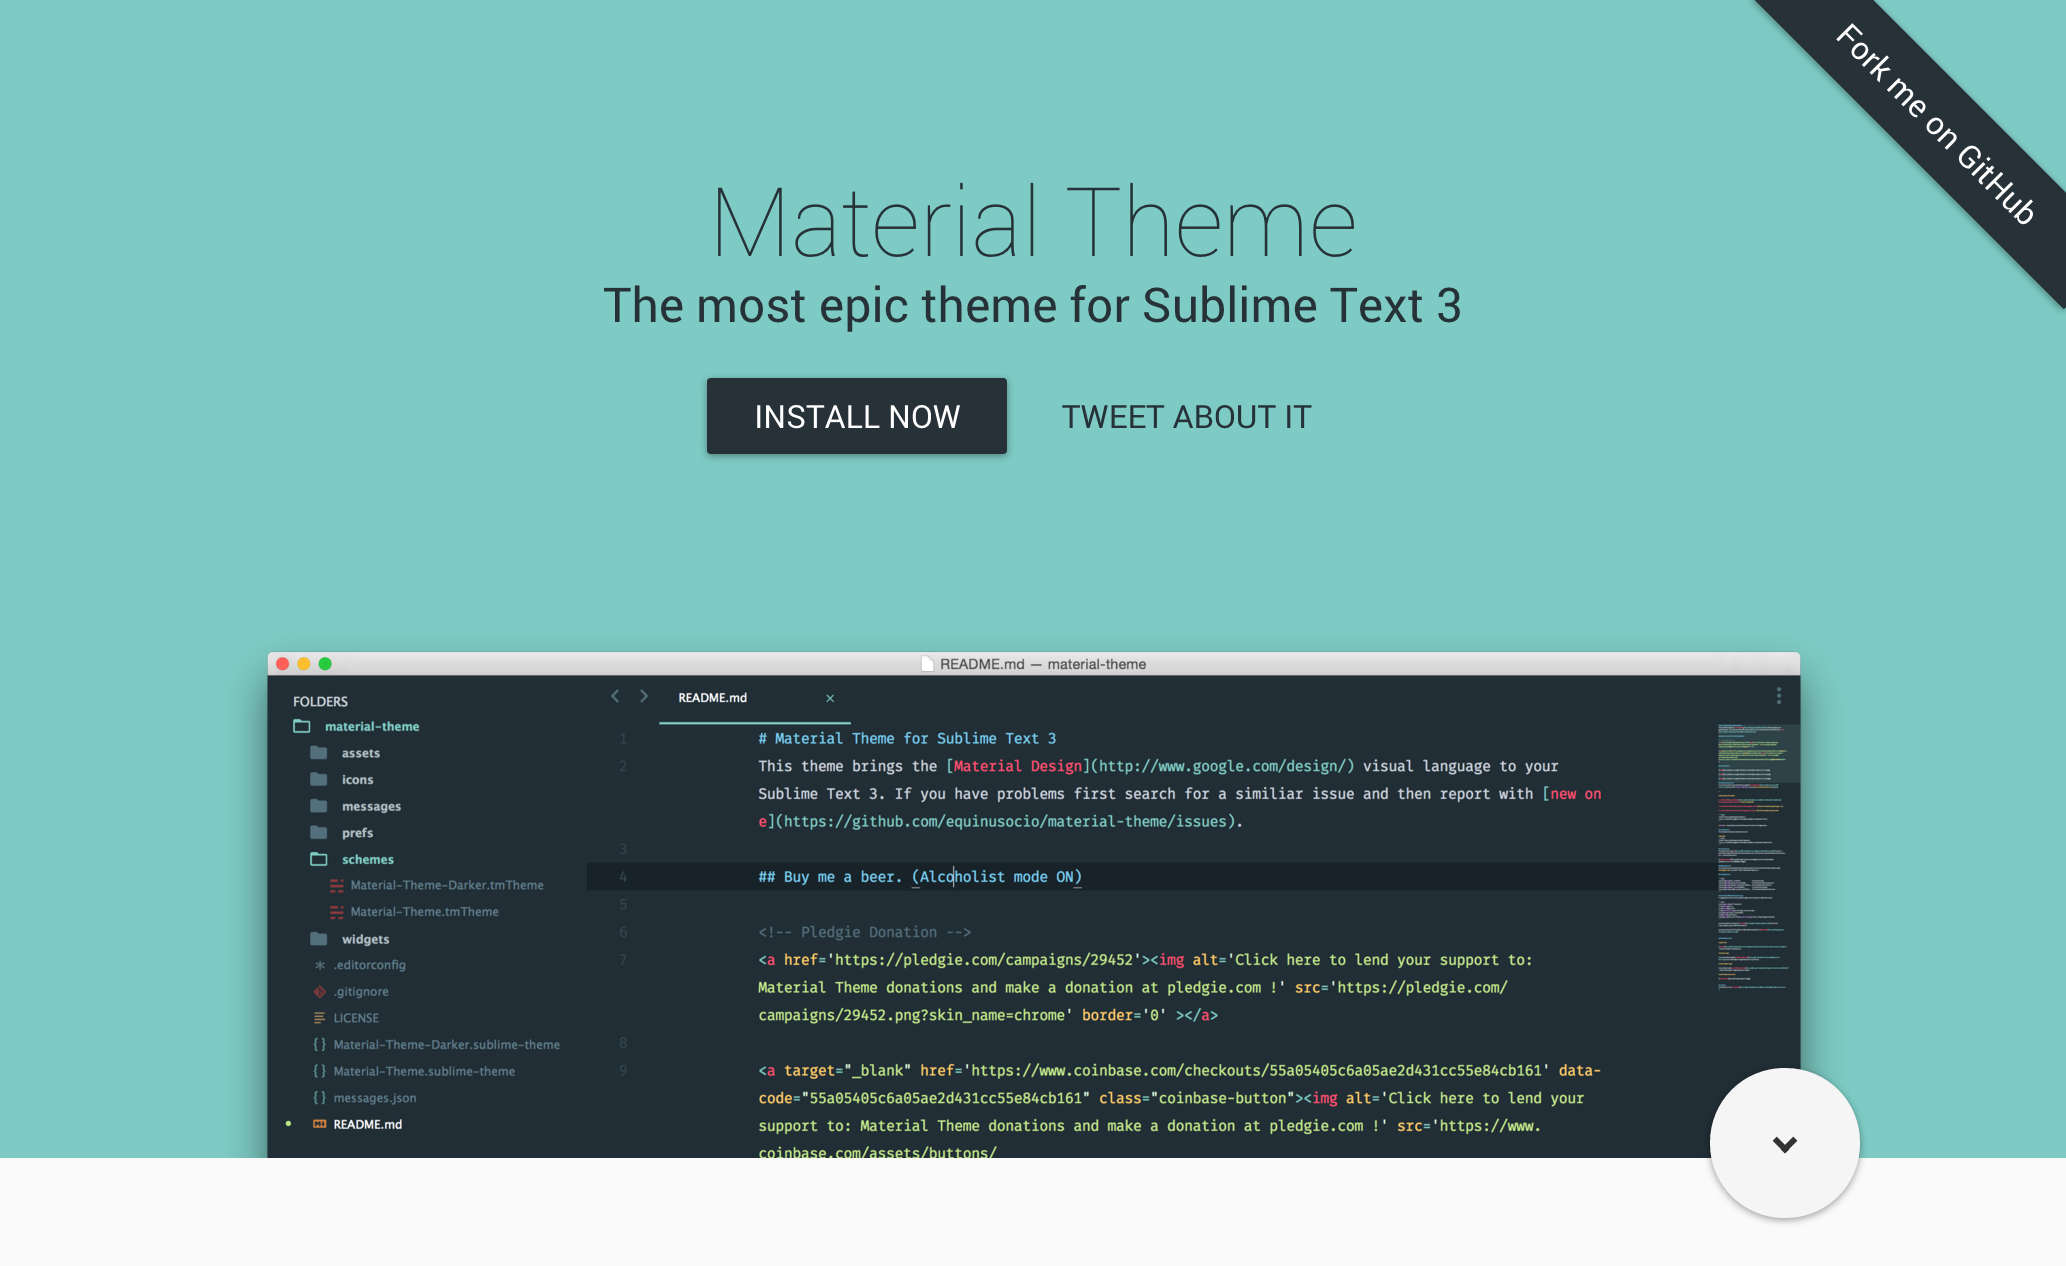 Fork me on GitHub
Material Theme
The most epic theme for Sublime Text 3
INSTALL NOW
TWEET ABOUT IT
README.md — material-theme
FOLDERS
material-theme
assets
icons
messages
prefs
schemes
Material-Theme-Darker.tmTheme
Material-Theme.tmTheme
widgets
.editorconfig
.gitignore
LICENSE
Material-Theme-Darker.sublime-theme
Material-Theme.sublime-theme
messages.json
README.md
README.md
1 # Material Theme for Sublime Text 3
2 This theme brings the [Material Design](http://www.google.com/design/) visual language to your
Sublime Text 3. If you have problems first search for a similiar issue and then report with [new on
e](https://github.com/equinusocio/material-theme/issues).
3
4 ## Buy me a beer. (Alcoholist mode ON)
5
6 <!-- Pledgie Donation -->
7 <a href='https://pledgie.com/campaigns/29452'><img alt='Click here to lend your support to:
Material Theme donations and make a donation at pledgie.com !' src='https://pledgie.com/
campaigns/29452.png?skin_name=chrome' border='0' ></a>
8
9 <a target="_blank" href='https://www.coinbase.com/checkouts/55a05405c6a05ae2d431cc55e84cb161' data-
code="55a05405c6a05ae2d431cc55e84cb161" class="coinbase-button"><img alt='Click here to lend your
support to: Material Theme donations and make a donation at pledgie.com !' src='https://www.
coinbase.com/assets/buttons/